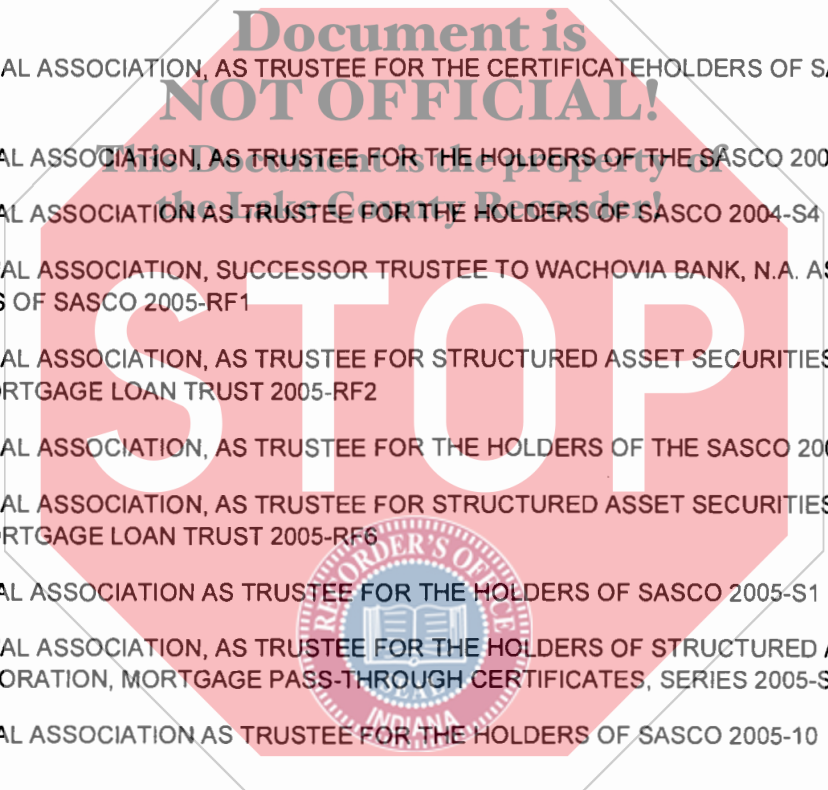 Document is
AL ASSOCIATION, AS TRUSTEE FOR THE CERTIFICATEHOLDERS OF SA
NOT OFFICIAL!
This Document is the property of
AL ASSOCIATION, AS TRUSTEE FOR THE HOLDERS OF THE SASCO 200
the Lake County Recorder!
AL ASSOCIATION AS TRUSTEE FOR THE HOLDERS OF SASCO 2004-S4
AL ASSOCIATION, SUCCESSOR TRUSTEE TO WACHOVIA BANK, N.A. AS
S OF SASCO 2005-RF1
STOP
AL ASSOCIATION, AS TRUSTEE FOR STRUCTURED ASSET SECURITIES
RTGAGE LOAN TRUST 2005-RF2
AL ASSOCIATION, AS TRUSTEE FOR THE HOLDERS OF THE SASCO 200
AL ASSOCIATION, AS TRUSTEE FOR STRUCTURED ASSET SECURITIES
RTGAGE LOAN TRUST 2005-RF6
RECORDER'S OFFICE
AL ASSOCIATION AS TRUSTEE FOR THE HOLDERS OF SASCO 2005-S1
AL ASSOCIATION, AS TRUSTEE FOR THE HOLDERS OF STRUCTURED A
ORATION, MORTGAGE PASS-THROUGH CERTIFICATES, SERIES 2005-S
SEAL
INDIANA
AL ASSOCIATION AS TRUSTEE FOR THE HOLDERS OF SASCO 2005-10